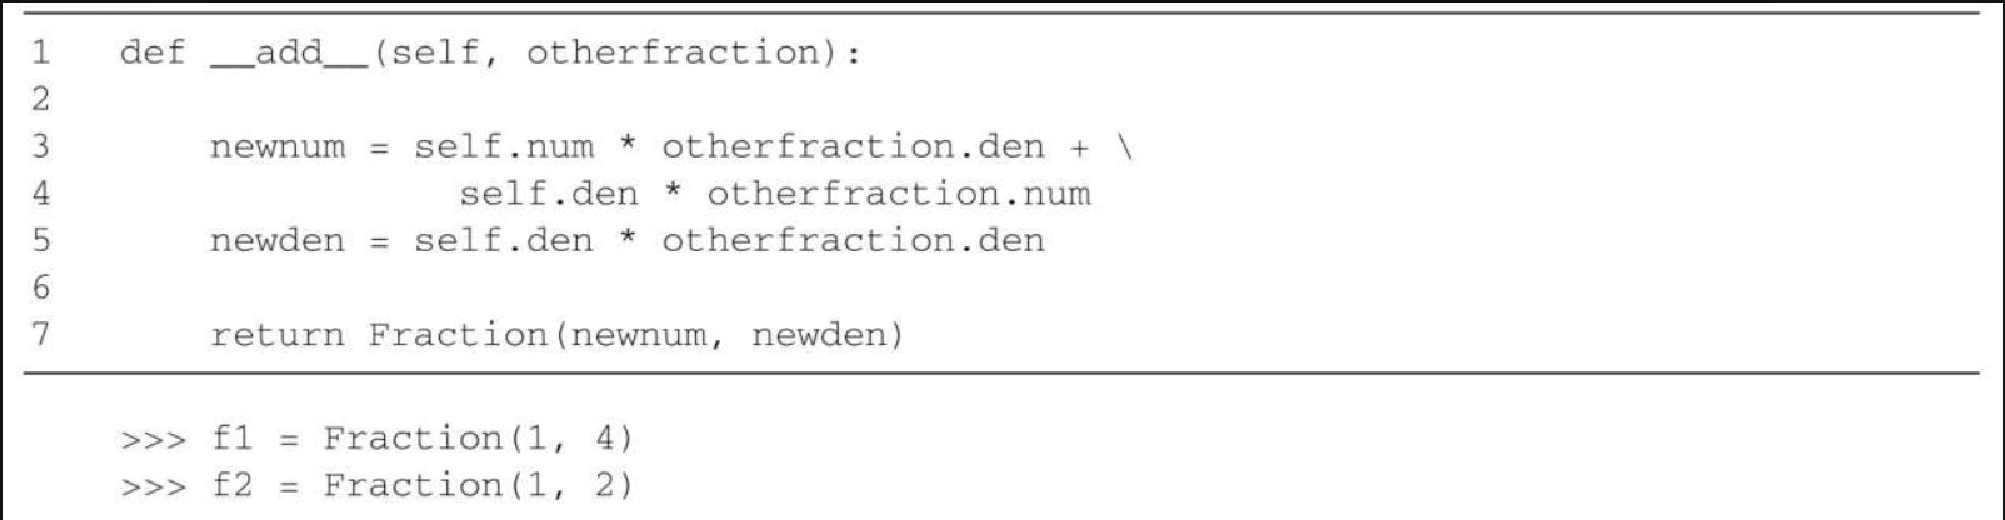 1 def __add__(self, otherfraction):
2
3 newnum = self.num * otherfraction.den + \
4 self.den * otherfraction.num
5 newden = self.den * otherfraction.den
6
7 return Fraction(newnum, newden)
>>> f1 = Fraction(1, 4)
>>> f2 = Fraction(1, 2)